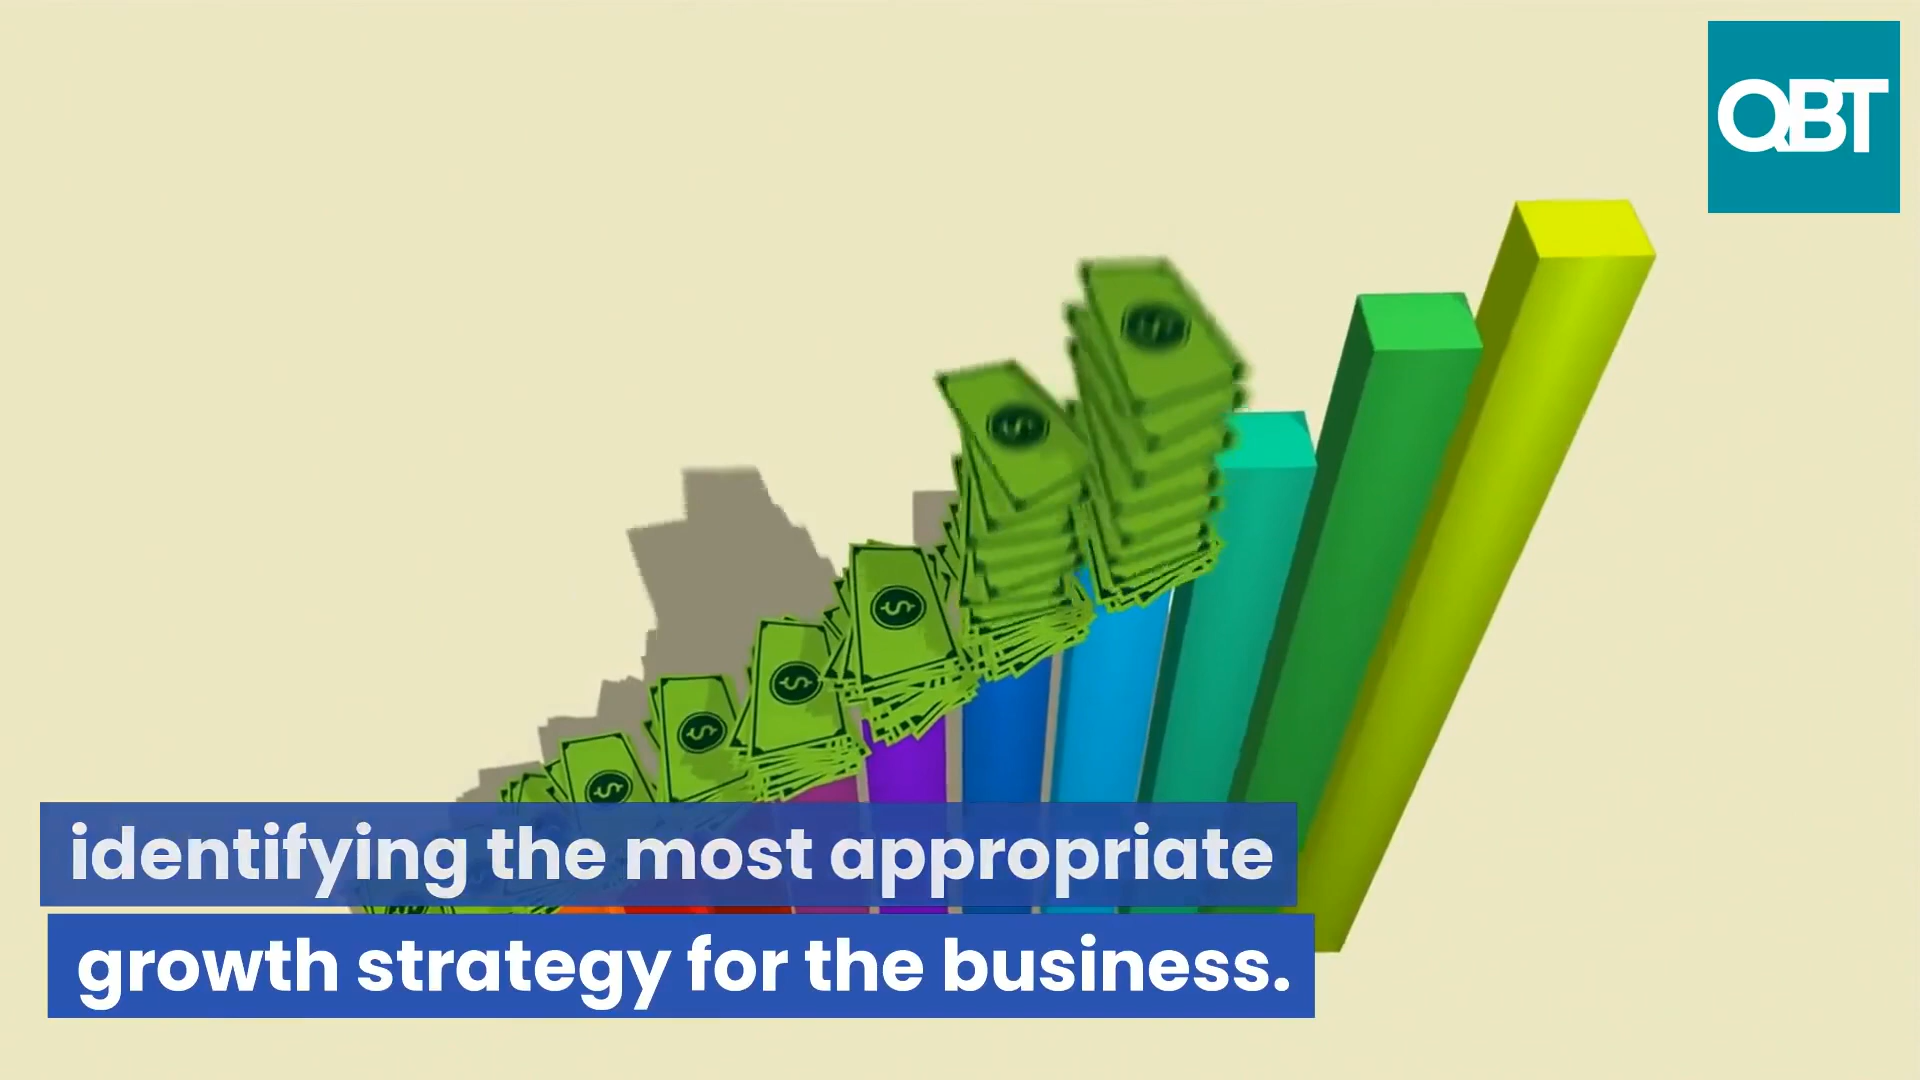 QBT
identifying the most appropriate
growth strategy for the business.